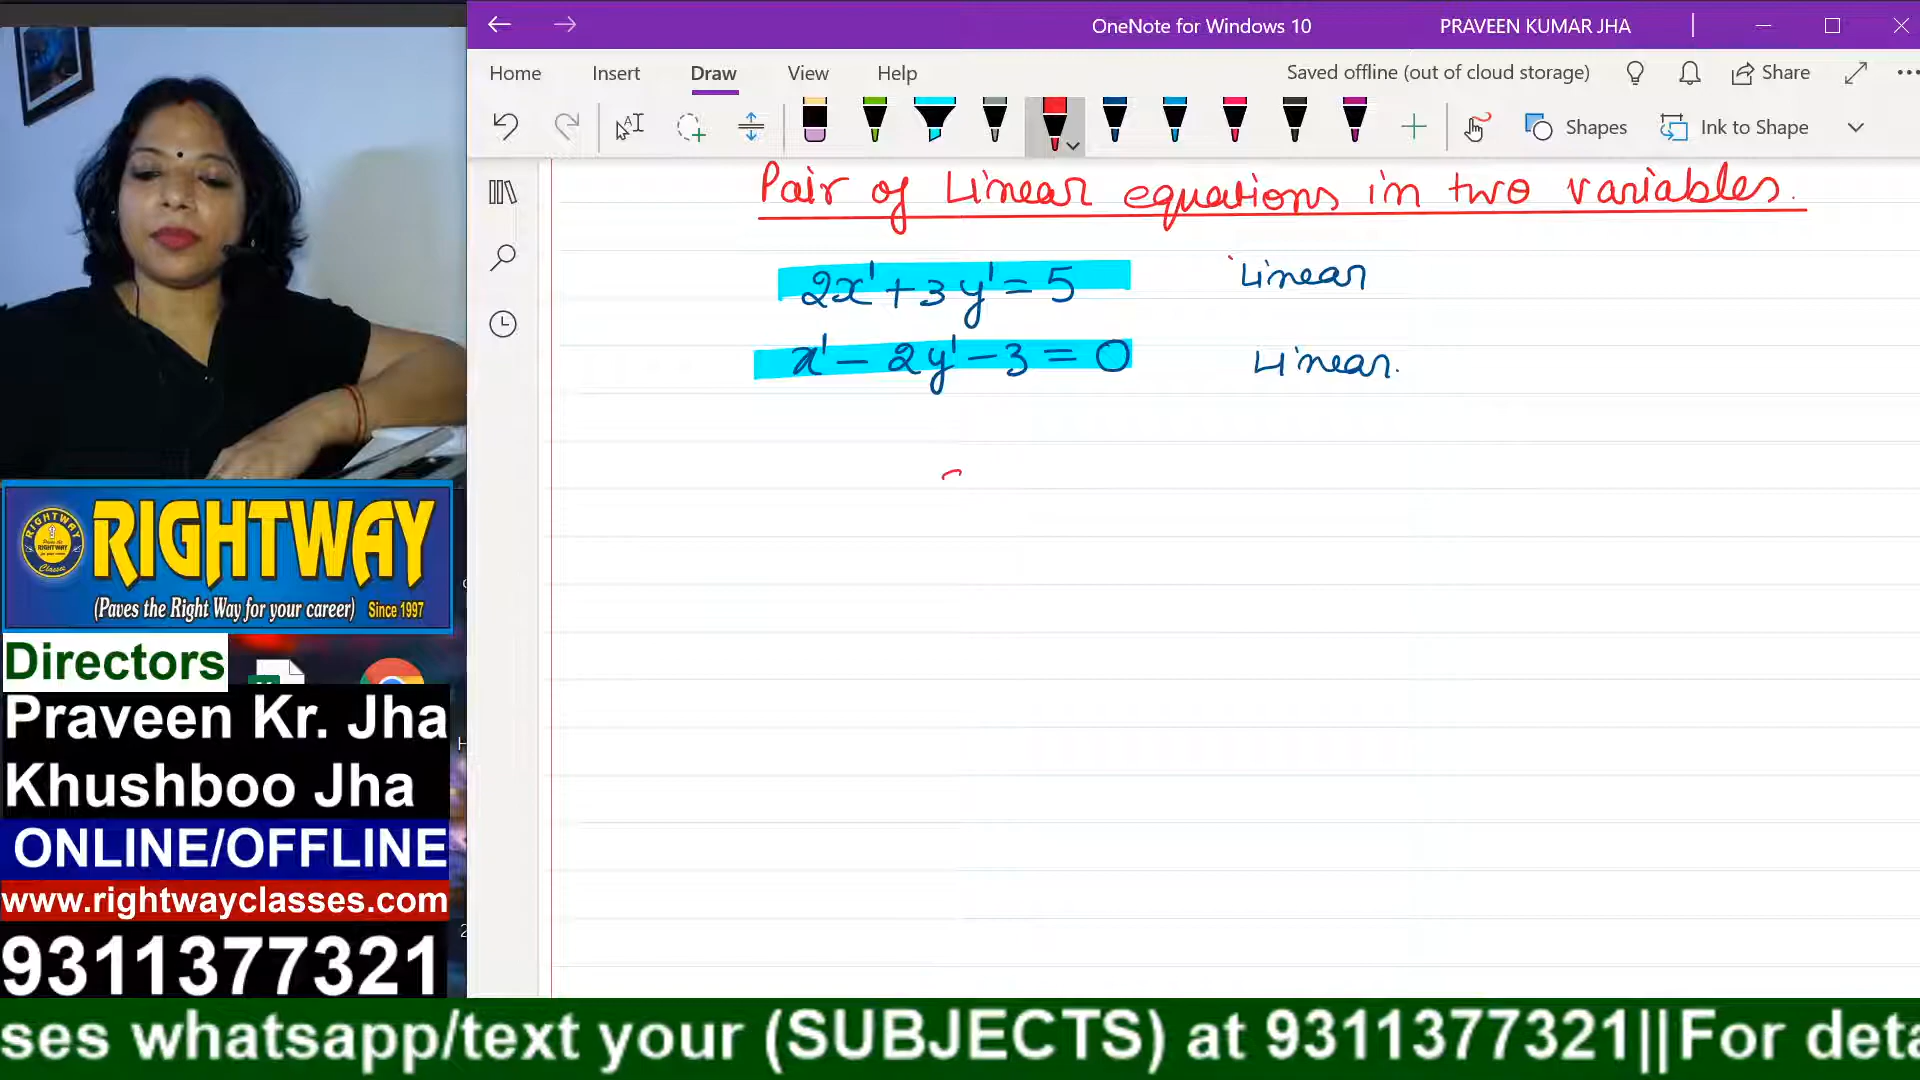 OneNote for Windows 10
PRAVEEN KUMAR JHA
Home Insert Draw View Help
Saved offline (out of cloud storage)
Share
Shapes
Ink to Shape
Pair of Linear equations in two variables.
2x¹ + 3y¹ = 5 Linear
x¹ − 2y¹ − 3 = 0 Linear.
RIGHTWAY
(Paves the Right Way for your career) Since 1997
Directors
Praveen Kr. Jha
Khushboo Jha
ONLINE/OFFLINE
www.rightwayclasses.com
9311377321
ses whatsapp/text your (SUBJECTS) at 9311377321||For deta